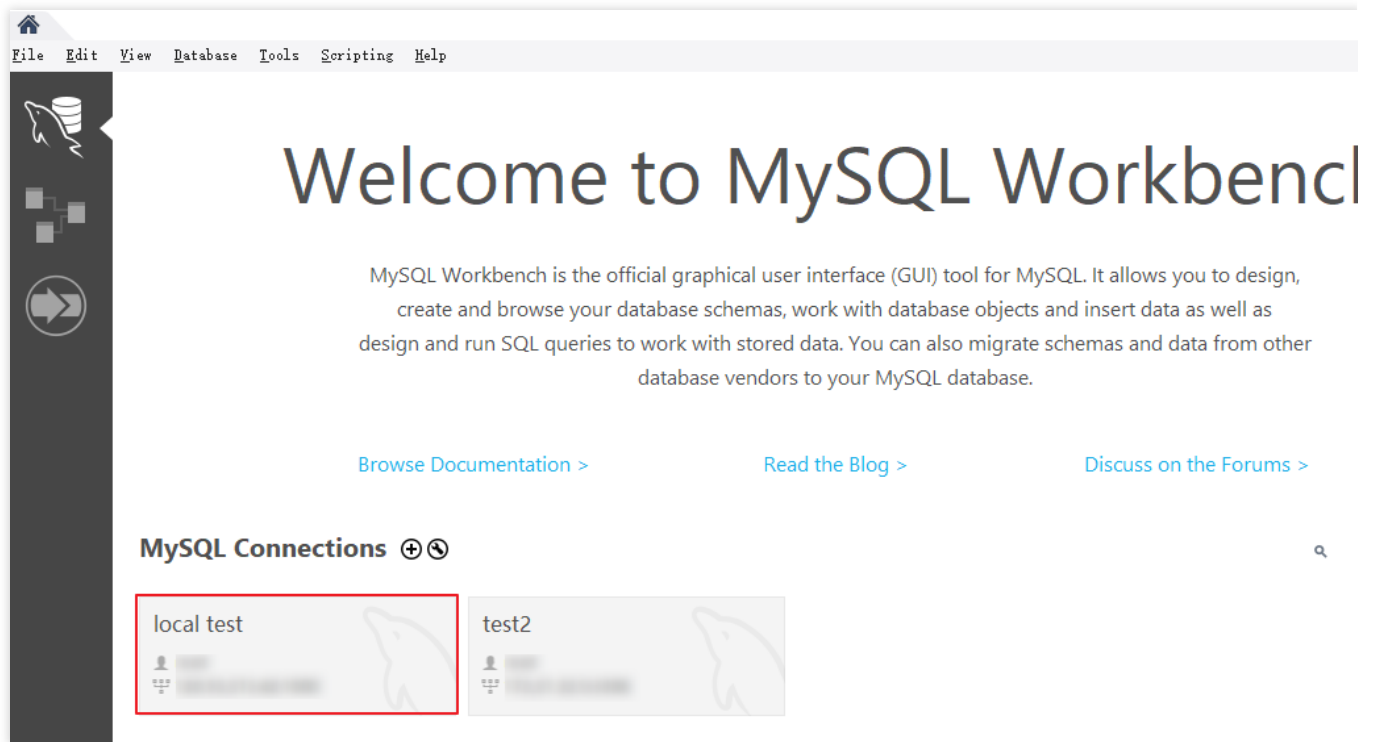 File Edit View Database Tools Scripting Help
Welcome to MySQL
MySQL Workbench is the official graphical user interface (GUI) tool for MySQL. It allows you to design,
create and browse your database schemas, work with database objects and insert data as well as
design and run SQL queries to work with stored data. You can also migrate schemas and data from other
database vendors to your MySQL database.
Browse Documentation > Read the Blog > Discuss on the Forums >
MySQL Connections
local test test2